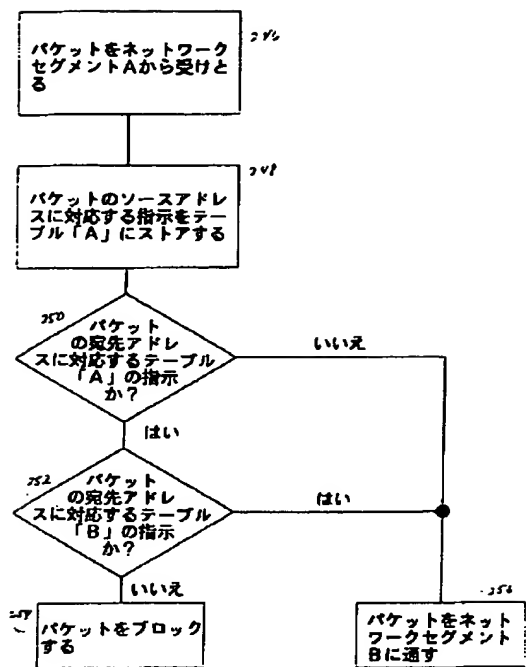 パケットをネットワーク
セグメントAから受けと
る
248
パケットのソースアドレ
スに対応する指示をテー
ブル「A」にストアする
250
パケット
の宛先アドレ
スに対応するテーブル
「A」の指示
か?
いいえ
はい
252
パケット
の宛先アドレ
スに対応するテーブル
「B」の指示
か?
はい
いいえ
パケットをブロック
する
256
パケットをネット
ワークセグメント
Bに通す